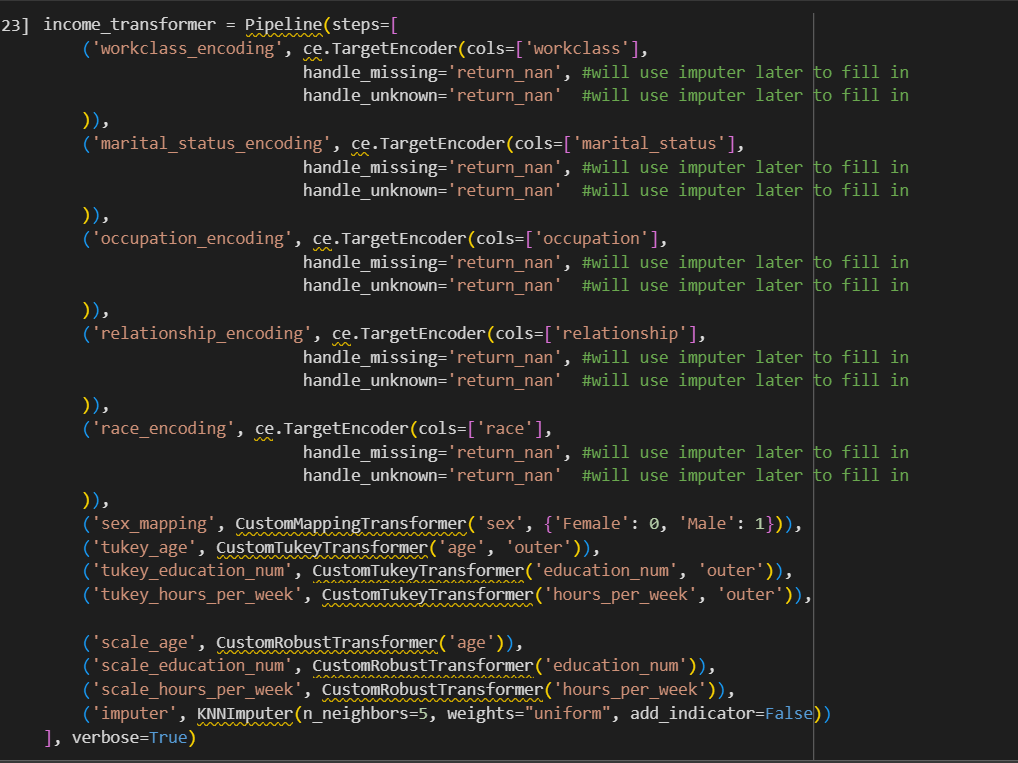 23] income_transformer = Pipeline(steps=[
    ('workclass_encoding', ce.TargetEncoder(cols=['workclass'],
                           handle_missing='return_nan', #will use imputer later to fill in
                           handle_unknown='return_nan'  #will use imputer later to fill in
    )),
    ('marital_status_encoding', ce.TargetEncoder(cols=['marital_status'],
                           handle_missing='return_nan', #will use imputer later to fill in
                           handle_unknown='return_nan'  #will use imputer later to fill in
    )),
    ('occupation_encoding', ce.TargetEncoder(cols=['occupation'],
                           handle_missing='return_nan', #will use imputer later to fill in
                           handle_unknown='return_nan'  #will use imputer later to fill in
    )),
    ('relationship_encoding', ce.TargetEncoder(cols=['relationship'],
                           handle_missing='return_nan', #will use imputer later to fill in
                           handle_unknown='return_nan'  #will use imputer later to fill in
    )),
    ('race_encoding', ce.TargetEncoder(cols=['race'],
                           handle_missing='return_nan', #will use imputer later to fill in
                           handle_unknown='return_nan'  #will use imputer later to fill in
    )),
    ('sex_mapping', CustomMappingTransformer('sex', {'Female': 0, 'Male': 1})),
    ('tukey_age', CustomTukeyTransformer('age', 'outer')),
    ('tukey_education_num', CustomTukeyTransformer('education_num', 'outer')),
    ('tukey_hours_per_week', CustomTukeyTransformer('hours_per_week', 'outer')),
    ('scale_age', CustomRobustTransformer('age')),
    ('scale_education_num', CustomRobustTransformer('education_num')),
    ('scale_hours_per_week', CustomRobustTransformer('hours_per_week')),
    ('imputer', KNNImputer(n_neighbors=5, weights="uniform", add_indicator=False))
], verbose=True)